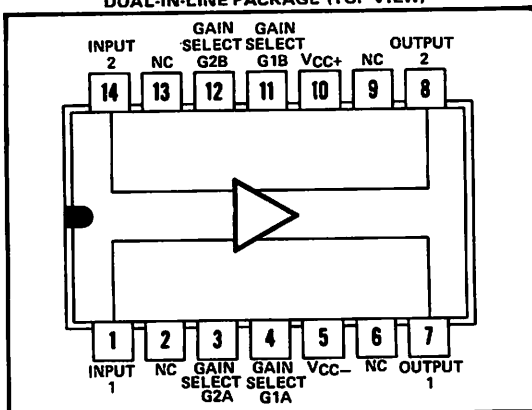 DUAL-IN-LINE PACKAGE (TOP VIEW)
INPUT 2
NC
GAIN SELECT G2B
GAIN SELECT G1B
VCC+
NC
OUTPUT 2
14 13 12 11 10 9 8
1 2 3 4 5 6 7
INPUT 1
NC
GAIN SELECT G2A
GAIN SELECT G1A
VCC−
NC
OUTPUT 1